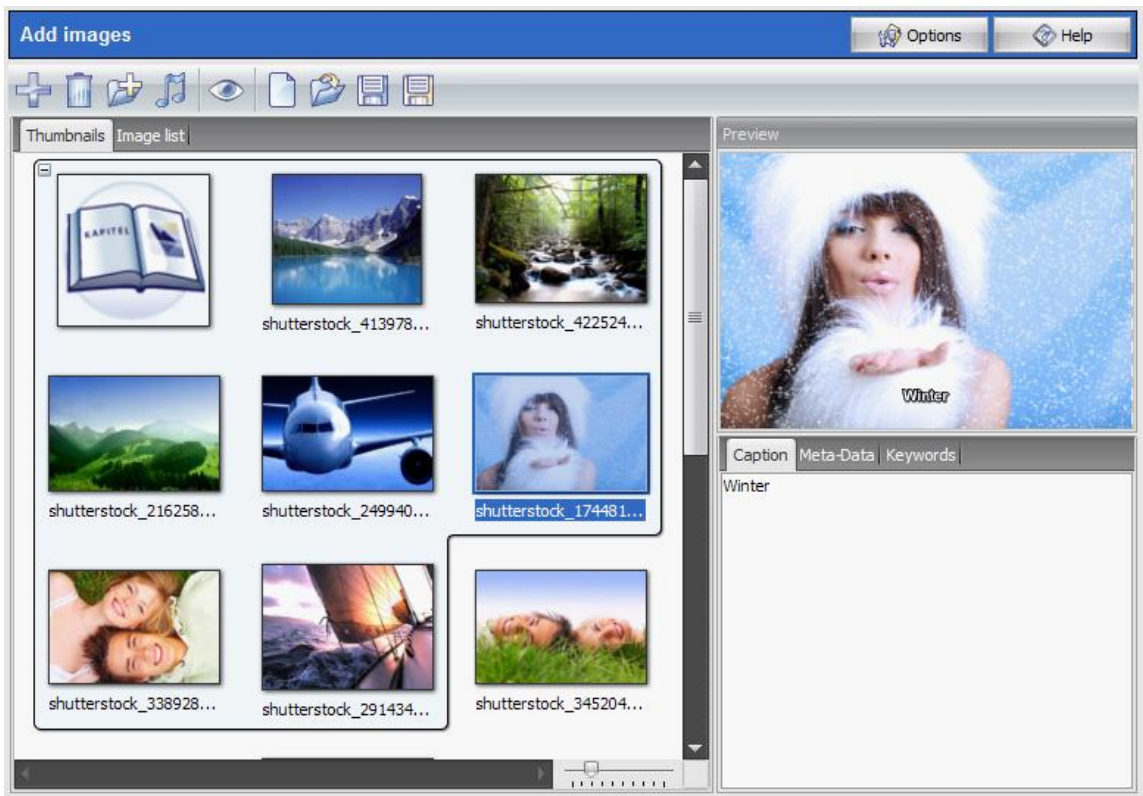 Add images
Options
Help
Thumbnails Image list
Preview
KAPITEL
shutterstock_413978...
shutterstock_422524...
Winter
Caption Meta-Data Keywords
Winter
shutterstock_216258...
shutterstock_249940...
shutterstock_174481...
shutterstock_338928...
shutterstock_291434...
shutterstock_345204...